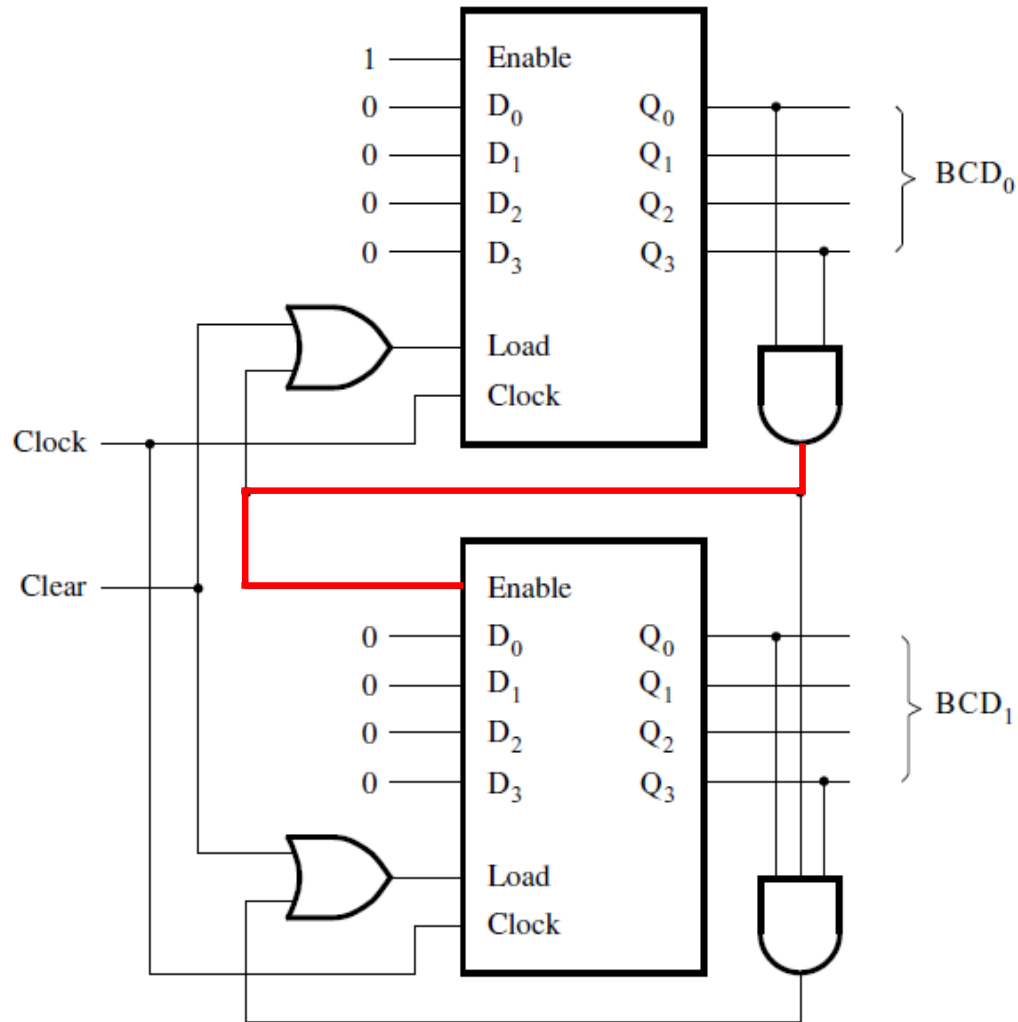 1 Enable
0 D0 Q0
0 D1 Q1
0 D2 Q2
0 D3 Q3
BCD0
Load
Clock
Clock
Clear
Enable
0 D0 Q0
0 D1 Q1
0 D2 Q2
0 D3 Q3
BCD1
Load
Clock